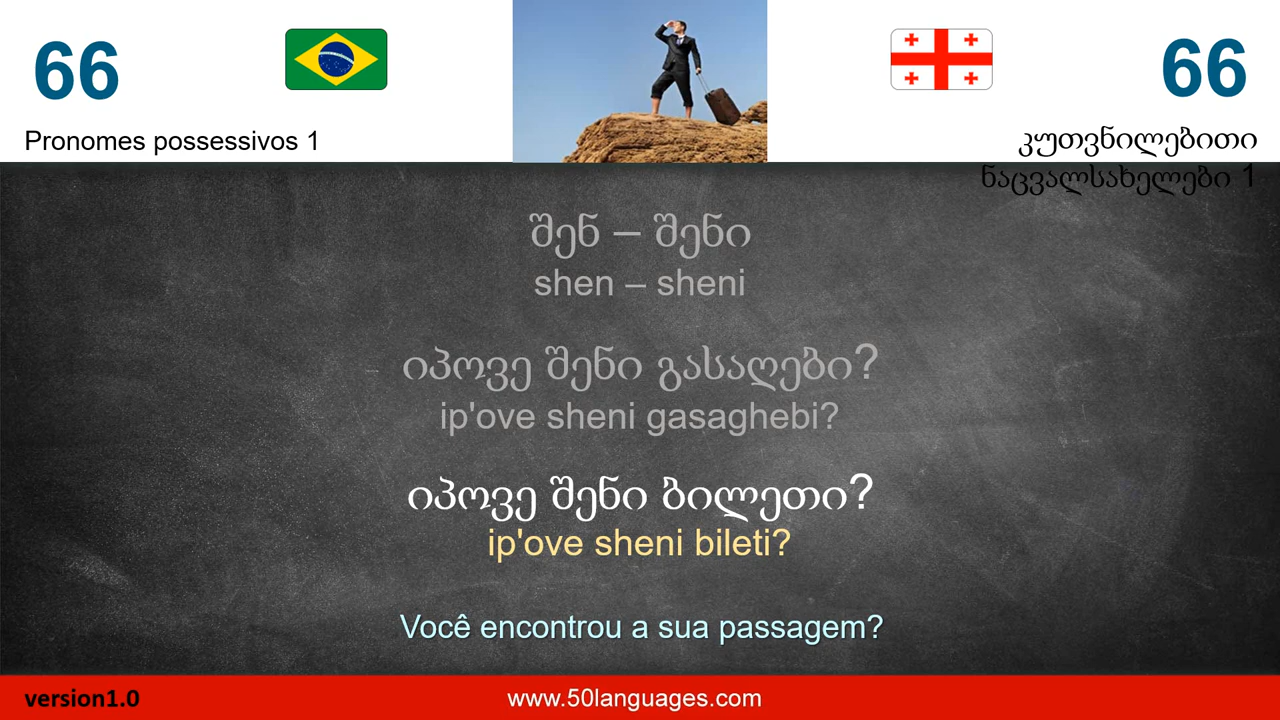 66
66
Pronomes possessivos 1
კუთვნილებითი
ნაცვალსახელები 1
შენ – შენი
shen – sheni
იპოვე შენი გასაღები?
ip'ove sheni gasaghebi?
იპოვე შენი ბილეთი?
ip'ove sheni bileti?
Você encontrou a sua passagem?
version1.0
www.50languages.com